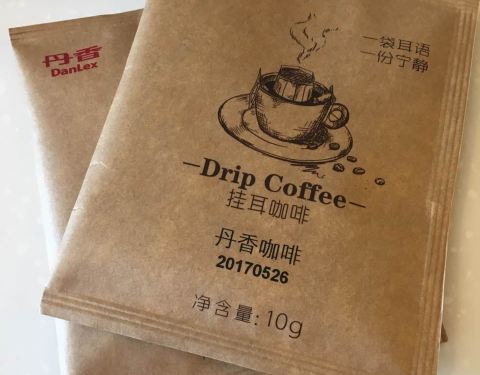 丹香
DanLex
一袋耳语
一份宁静
Drip Coffee
挂耳咖啡
丹香咖啡
20170526
净含量:10g